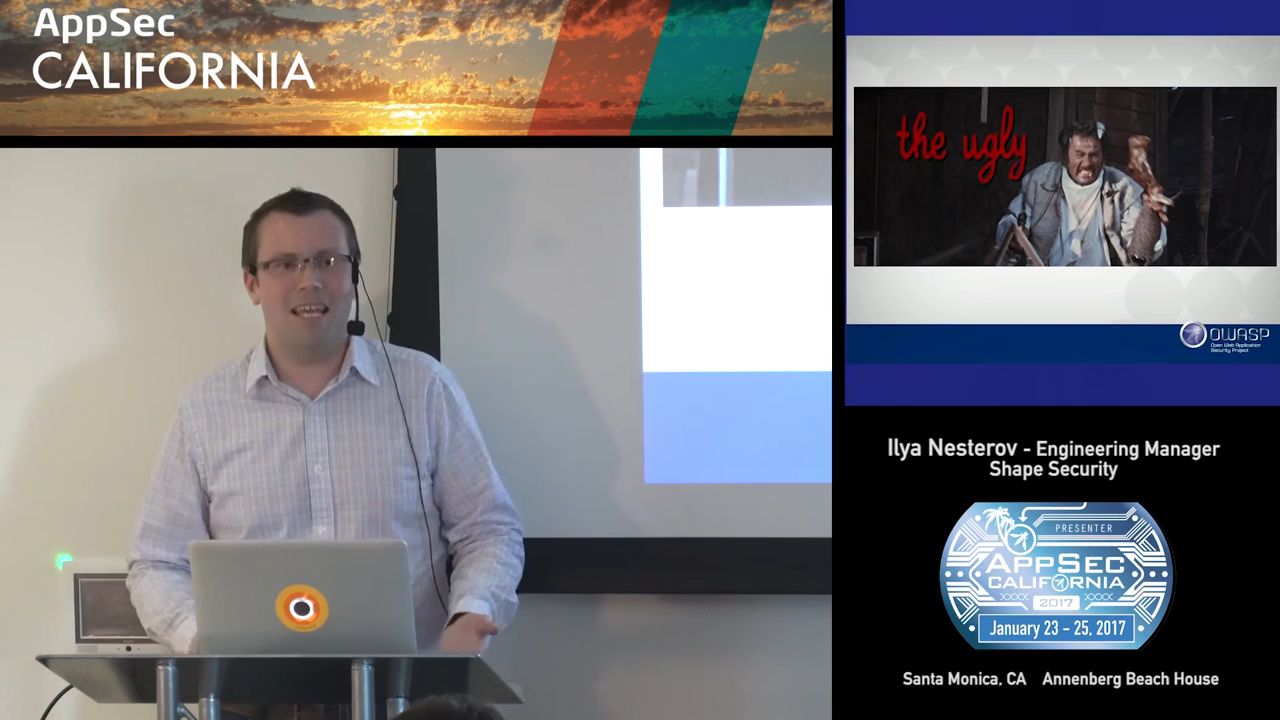 AppSec
CALIFORNIA
the ugly
OWASP
Open Web Application
Security Project
Ilya Nesterov - Engineering Manager
Shape Security
PRESENTER
APPSEC
CALIFORNIA
2017
January 23 - 25, 2017
Santa Monica, CA Annenberg Beach House